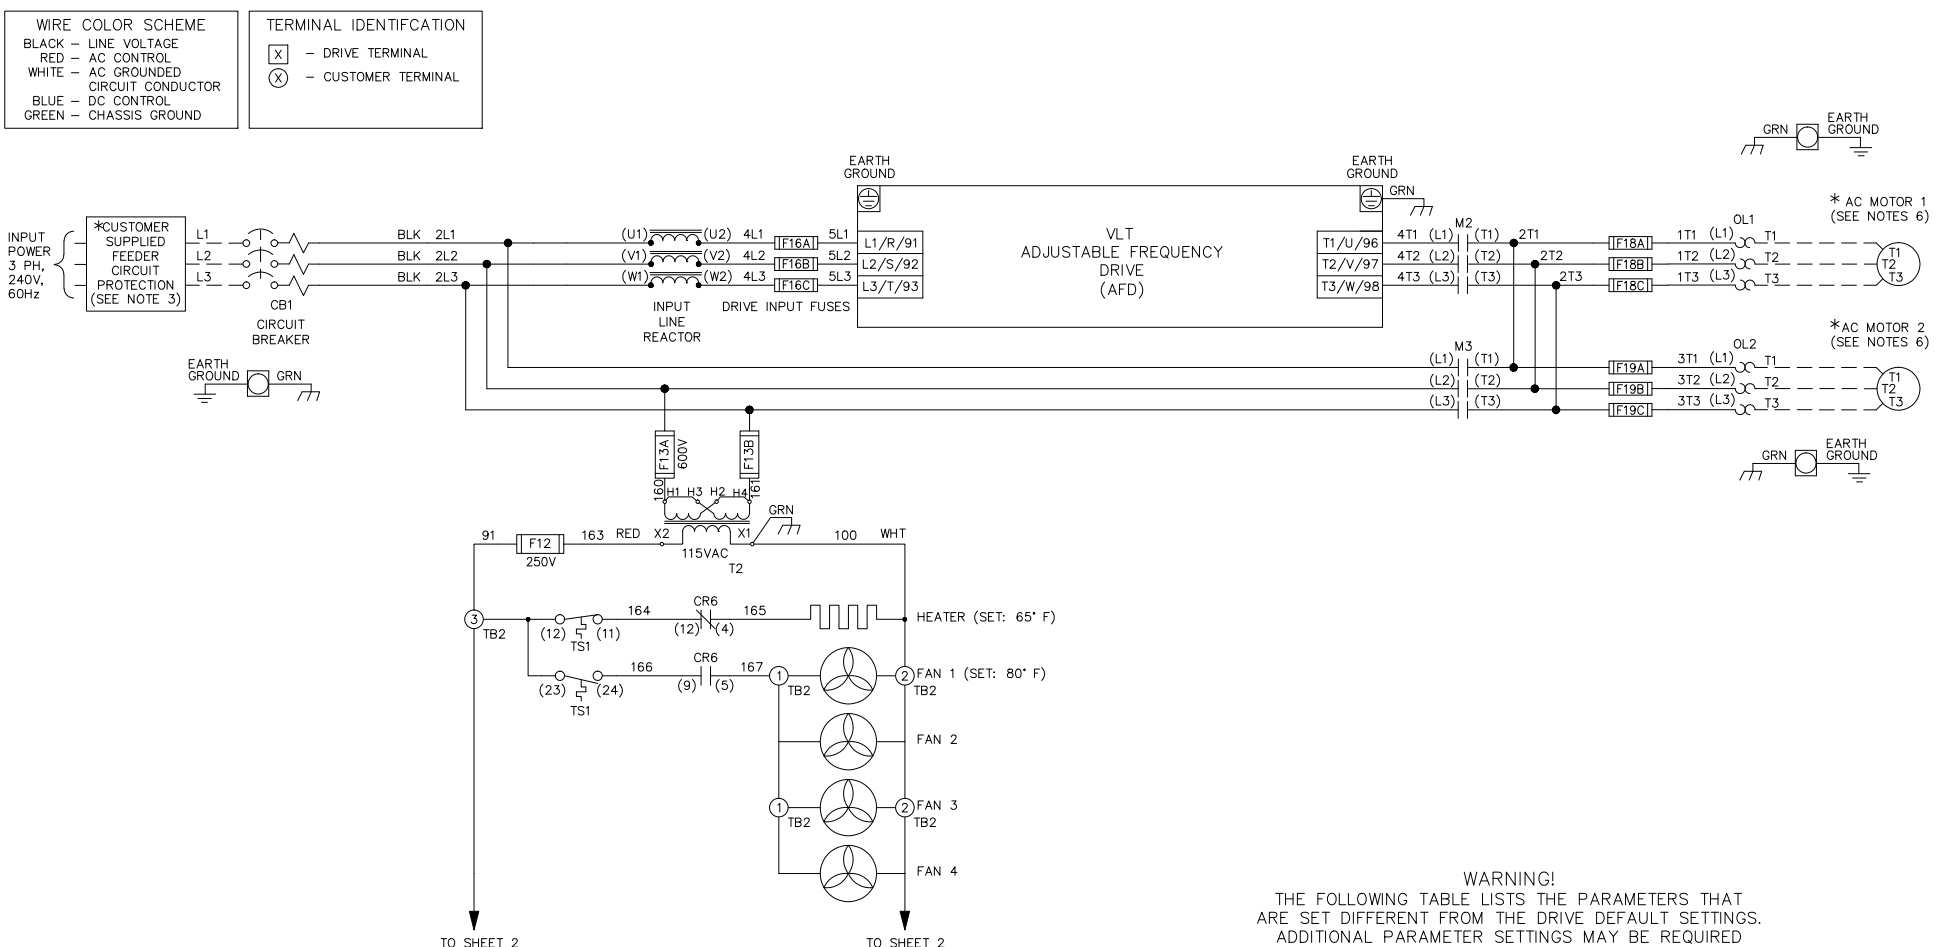 WIRE COLOR SCHEME
BLACK – LINE VOLTAGE
RED – AC CONTROL
WHITE – AC GROUNDED
CIRCUIT CONDUCTOR
BLUE – DC CONTROL
GREEN – CHASSIS GROUND
TERMINAL IDENTIFCATION
X – DRIVE TERMINAL
X – CUSTOMER TERMINAL
GRN
EARTH
GROUND
INPUT
POWER
3 PH,
240V,
60Hz
*CUSTOMER
SUPPLIED
FEEDER
CIRCUIT
PROTECTION
(SEE NOTE 3)
L1
L2
L3
CB1
CIRCUIT
BREAKER
EARTH
GROUND
GRN
BLK 2L1
BLK 2L2
BLK 2L3
(U1) (U2) 4L1 F16A 5L1
(V1) (V2) 4L2 F16B 5L2
(W1) (W2) 4L3 F16C 5L3
INPUT
LINE
REACTOR
DRIVE INPUT FUSES
EARTH
GROUND
L1/R/91
L2/S/92
L3/T/93
VLT
ADJUSTABLE FREQUENCY
DRIVE
(AFD)
EARTH
GROUND
GRN
T1/U/96
T2/V/97
T3/W/98
M2
4T1 (L1) (T1) 2T1
4T2 (L2) (T2) 2T2
4T3 (L3) (T3) 2T3
F18A
F18B
F18C
OL1
1T1 (L1) T1
1T2 (L2) T2
1T3 (L3) T3
* AC MOTOR 1
(SEE NOTES 6)
T1
T2
T3
M3
(L1) (T1)
(L2) (T2)
(L3) (T3)
F19A
F19B
F19C
OL2
3T1 (L1) T1
3T2 (L2) T2
3T3 (L3) T3
*AC MOTOR 2
(SEE NOTES 6)
T1
T2
T3
GRN
EARTH
GROUND
F13A
600V
F13B
160
161
H1 H3 H2 H4
GRN
91 F12 163 RED X2 X1 100 WHT
250V
115VAC
T2
3
TB2
(12) (11)
TS1
164
CR6
(12) (4)
165
HEATER (SET: 65° F)
(23) (24)
TS1
166
CR6
(9) (5)
167
1
TB2
2
TB2
FAN 1 (SET: 80° F)
FAN 2
1
TB2
2
TB2
FAN 3
FAN 4
TO SHEET 2
TO SHEET 2
WARNING!
THE FOLLOWING TABLE LISTS THE PARAMETERS THAT
ARE SET DIFFERENT FROM THE DRIVE DEFAULT SETTINGS.
ADDITIONAL PARAMETER SETTINGS MAY BE REQUIRED